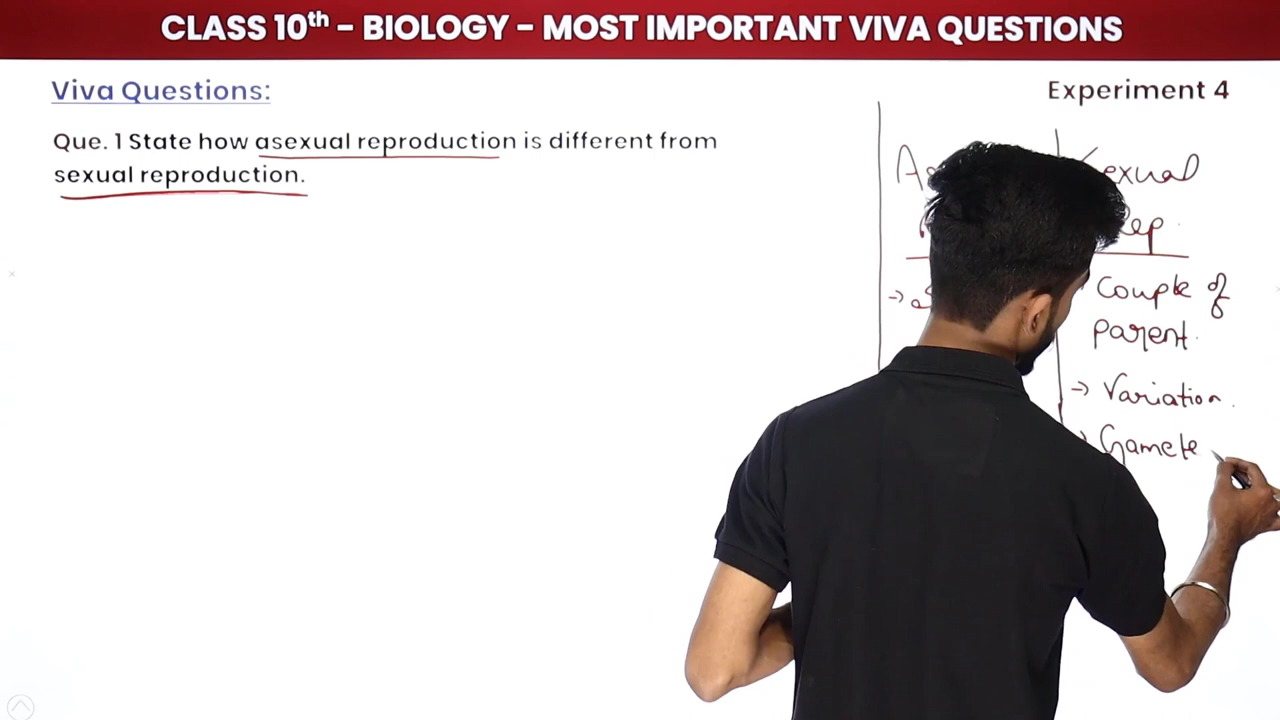 CLASS 10th - BIOLOGY - MOST IMPORTANT VIVA QUESTIONS
Viva Questions:
Experiment 4
Que. 1 State how asexual reproduction is different from
sexual reproduction.
Couple of
parent.
→ Variation.
Gamete